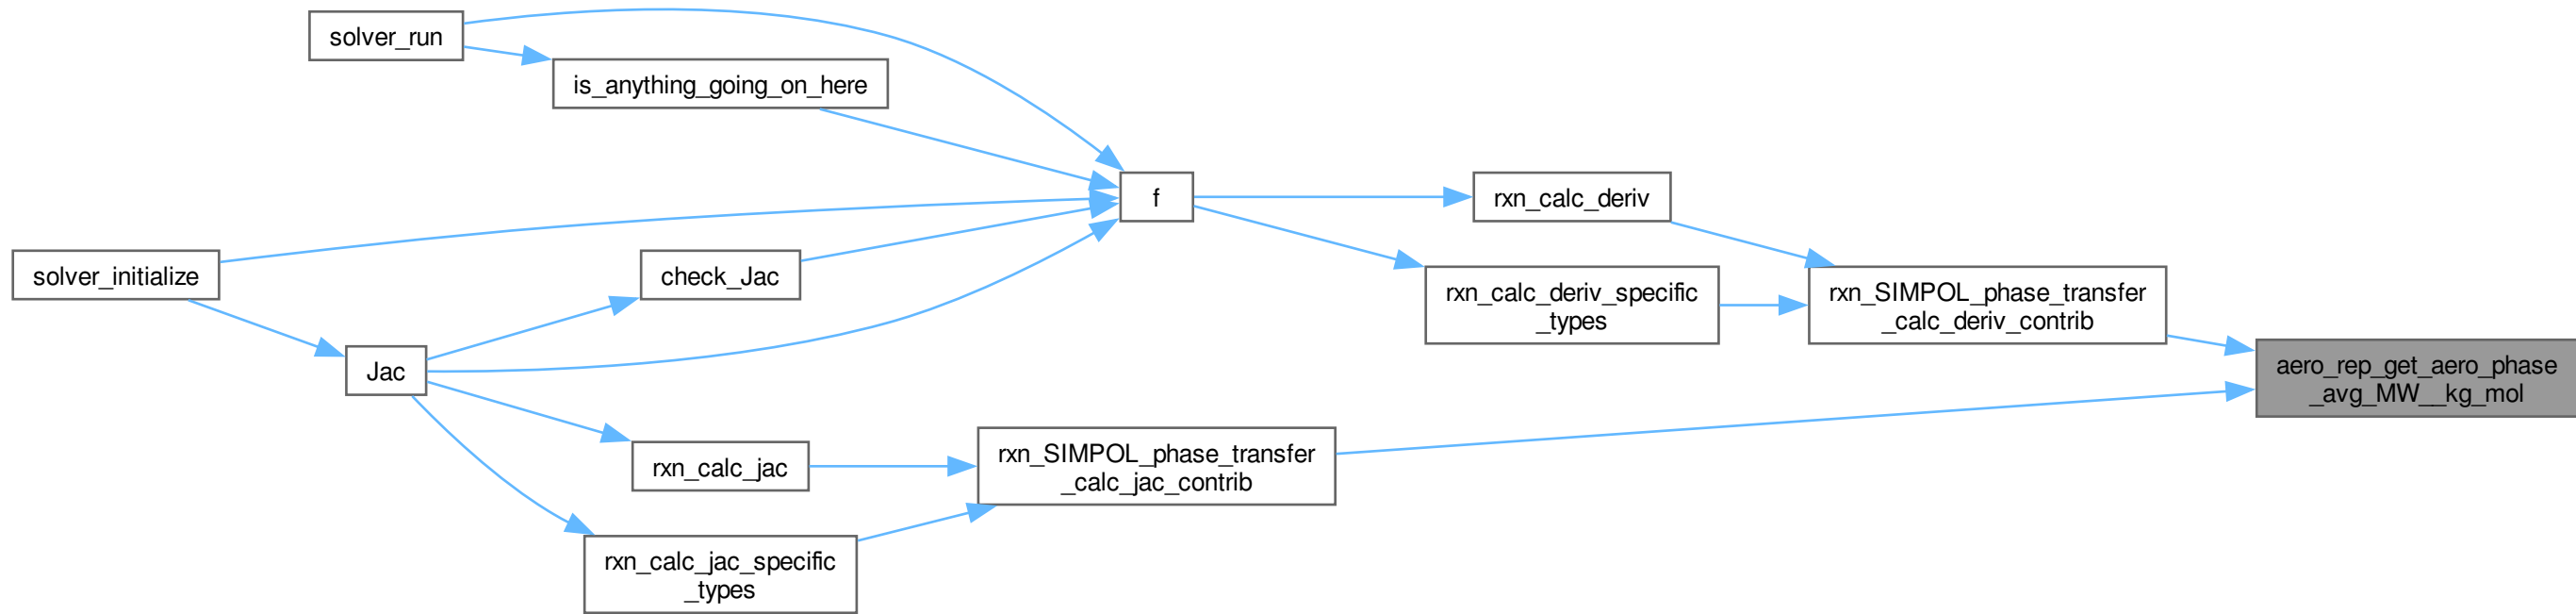 solver_run
is_anything_going_on_here
f
rxn_calc_deriv
solver_initialize
check_Jac
rxn_calc_deriv_specific
_types
rxn_SIMPOL_phase_transfer
_calc_deriv_contrib
aero_rep_get_aero_phase
_avg_MW__kg_mol
Jac
rxn_calc_jac
rxn_SIMPOL_phase_transfer
_calc_jac_contrib
rxn_calc_jac_specific
_types